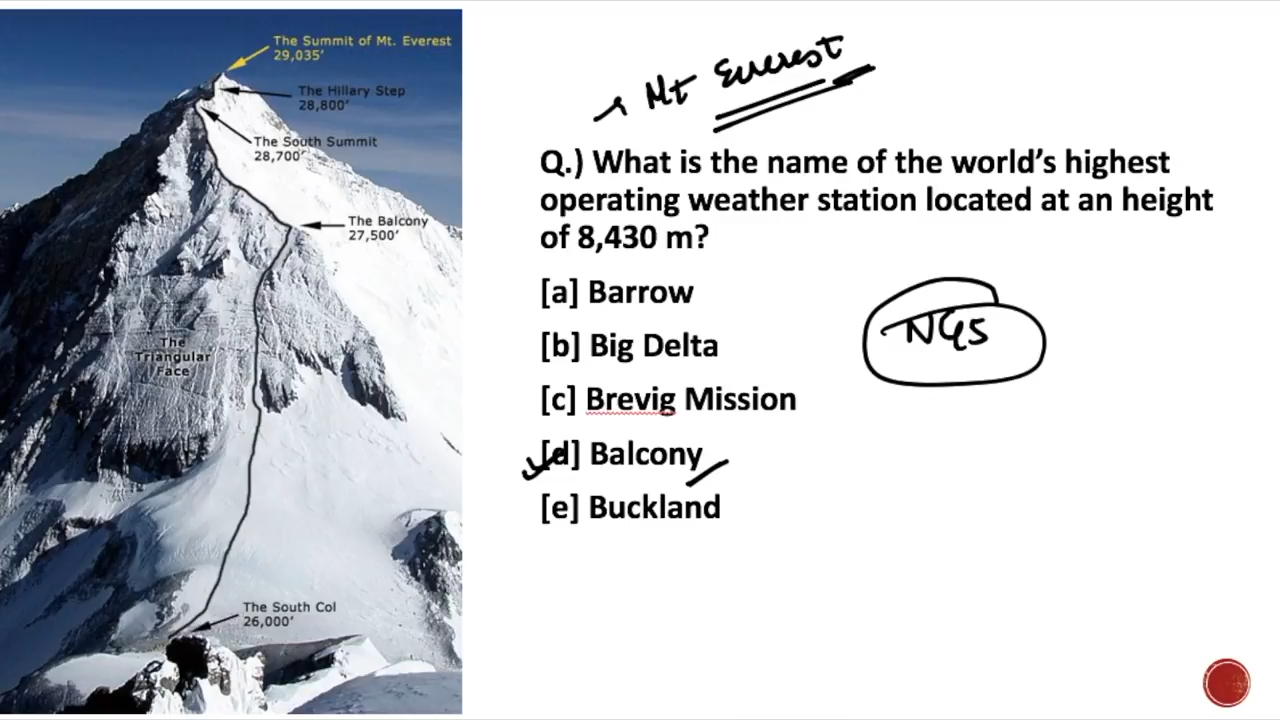 The Summit of Mt. Everest
29,035’
The Hillary Step
28,800’
The South Summit
28,700’
The Balcony
27,500’
The
Triangular
Face
The South Col
26,000’
→ Mt Everest
Q.) What is the name of the world’s highest
operating weather station located at an height
of 8,430 m?
[a] Barrow
[b] Big Delta
[c] Brevig Mission
[d] Balcony
[e] Buckland
NGS